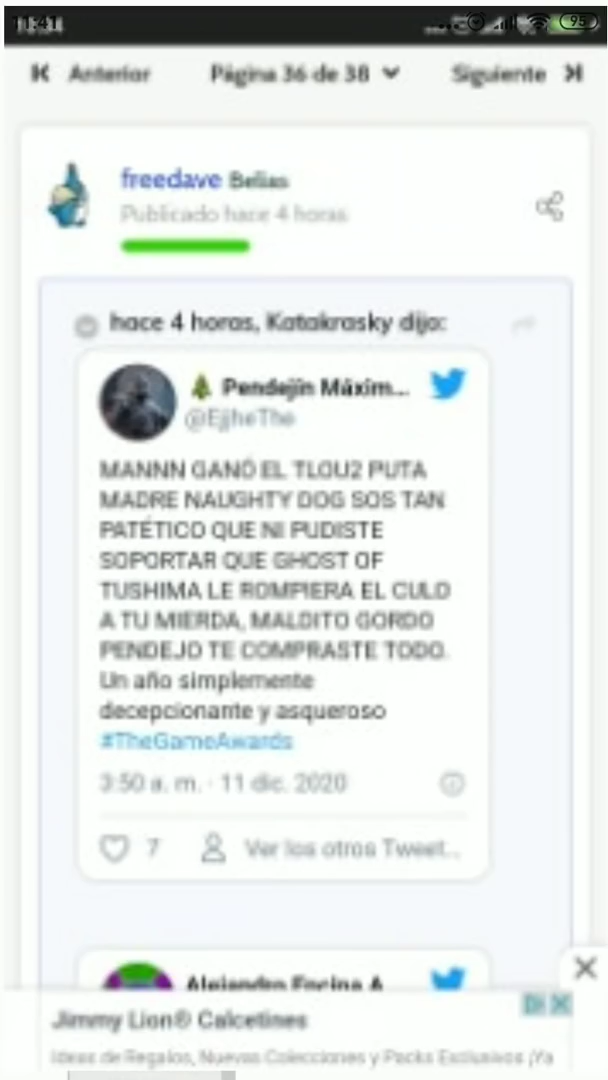 11:41 95
Anterior Página 36 de 38 Siguiente
freedave Belias
Publicado hace 4 horas
hace 4 horas, Katakrasky dijo:
Pendejín Máxim...
@EjjheThe
MANNN GANÓ EL TLOU2 PUTA
MADRE NAUGHTY DOG SOS TAN
PATÉTICO QUE NI PUDISTE
SOPORTAR QUE GHOST OF
TUSHIMA LE ROMPIERA EL CULO
A TU MIERDA, MALDITO GORDO
PENDEJO TE COMPRASTE TODO.
Un año simplemente
decepcionante y asqueroso
#TheGameAwards
3:50 a. m. · 11 dic. 2020
7 Ver los otros Tweet...
Alejandro Encina A
Jimmy Lion® Calcetines
Ideas de Regalos, Nuevas Colecciones y Packs Exclusivos ¡Ya